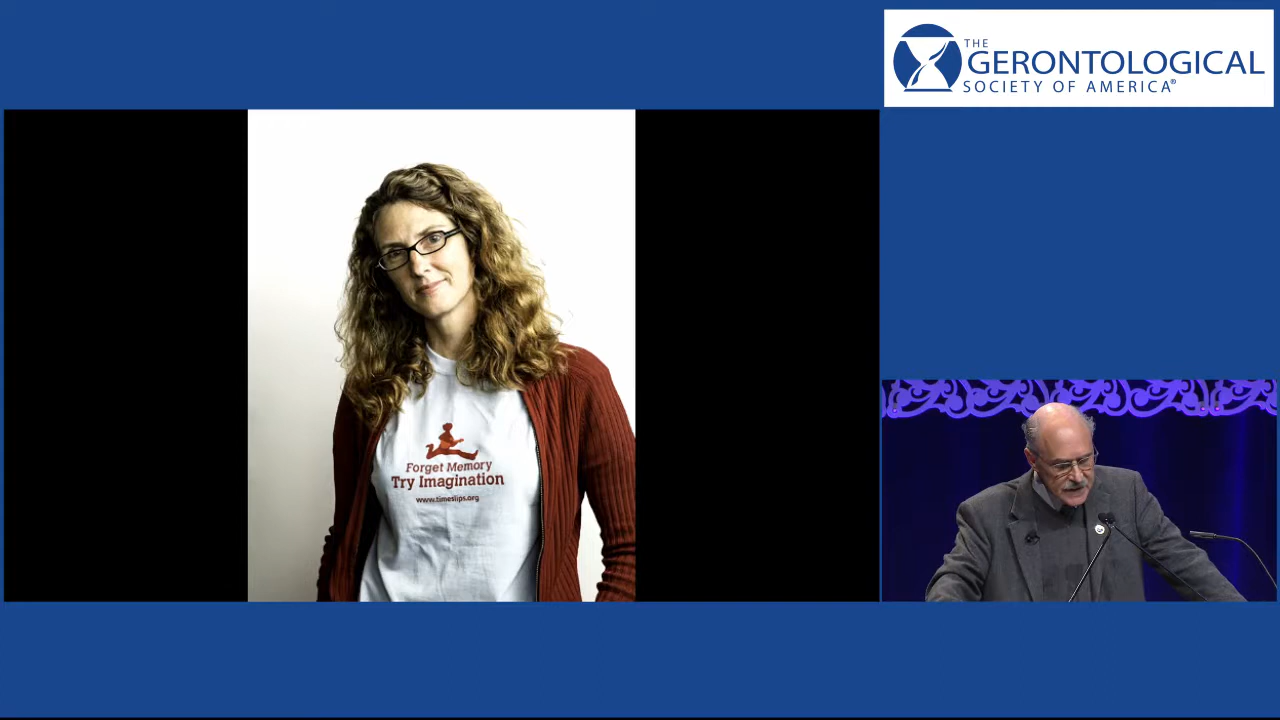 THE
GERONTOLOGICAL
SOCIETY OF AMERICA®
Forget Memory
Try Imagination
www.timeslips.org